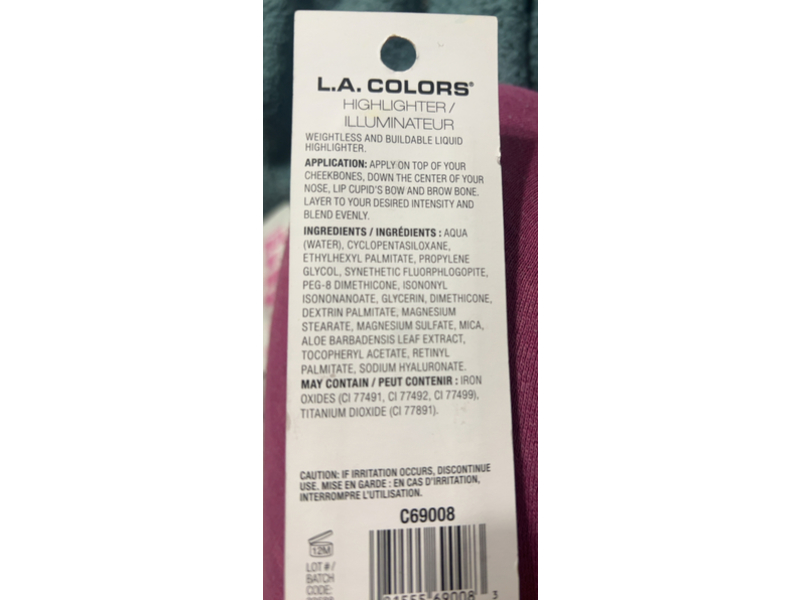 L.A. COLORS®
HIGHLIGHTER /
ILLUMINATEUR
WEIGHTLESS AND BUILDABLE LIQUID
HIGHLIGHTER.
APPLICATION: APPLY ON TOP OF YOUR
CHEEKBONES, DOWN THE CENTER OF YOUR
NOSE, LIP CUPID'S BOW AND BROW BONE.
LAYER TO YOUR DESIRED INTENSITY AND
BLEND EVENLY.
INGREDIENTS / INGRÉDIENTS : AQUA
(WATER), CYCLOPENTASILOXANE,
ETHYLHEXYL PALMITATE, PROPYLENE
GLYCOL, SYNETHETIC FLUORPHLOGOPITE,
PEG-8 DIMETHICONE, ISONONYL
ISONONANOATE, GLYCERIN, DIMETHICONE,
DEXTRIN PALMITATE, MAGNESIUM
STEARATE, MAGNESIUM SULFATE, MICA,
ALOE BARBADENSIS LEAF EXTRACT,
TOCOPHERYL ACETATE, RETINYL
PALMITATE, SODIUM HYALURONATE.
MAY CONTAIN / PEUT CONTENIR : IRON
OXIDES (CI 77491, CI 77492, CI 77499),
TITANIUM DIOXIDE (CI 77891).
CAUTION: IF IRRITATION OCCURS, DISCONTINUE
USE. MISE EN GARDE : EN CAS D'IRRITATION,
INTERROMPRE L'UTILISATION.
C69008
12M
LOT # /
BATCH
CODE:
69008 3